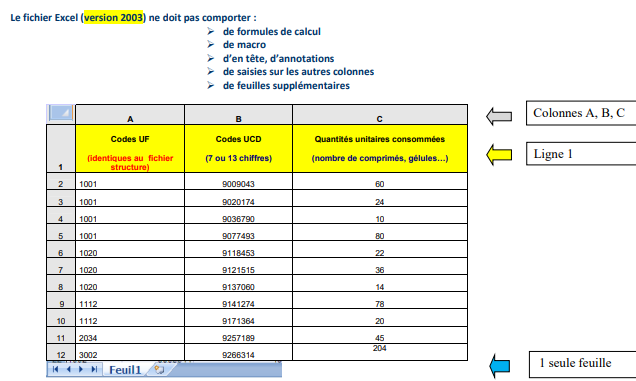 Le fichier Excel (version 2003) ne doit pas comporter :
➢ de formules de calcul
➢ de macro
➢ d'en tête, d'annotations
➢ de saisies sur les autres colonnes
➢ de feuilles supplémentaires
A B C
Colonnes A, B, C
Codes UF Codes UCD Quantités unitaires consommées
(identiques au fichier (7 ou 13 chiffres) (nombre de comprimés, gélules…)
1 structure)
Ligne 1
2 1001 9009043 60
3 1001 9020174 24
4 1001 9036790 10
5 1001 9077493 80
6 1020 9118453 22
7 1020 9121515 36
8 1020 9137060 14
9 1112 9141274 78
10 1112 9171364 20
11 2034 9257189 45
12 3002 9266314 204
Feuil1
1 seule feuille